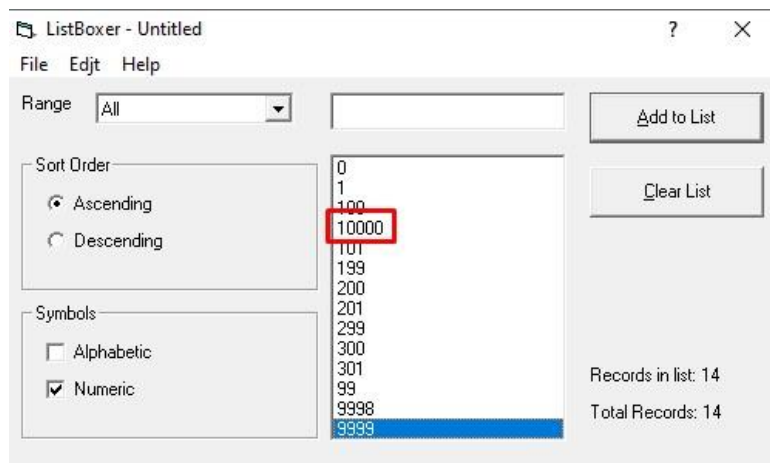 ListBoxer - Untitled ?
File Edjt Help
Range All
Add to List
Sort Order
Ascending
Descending
Symbols
Alphabetic
Numeric
0
1
100
10000
101
199
200
201
299
300
301
99
9998
9999
Clear List
Records in list: 14
Total Records: 14